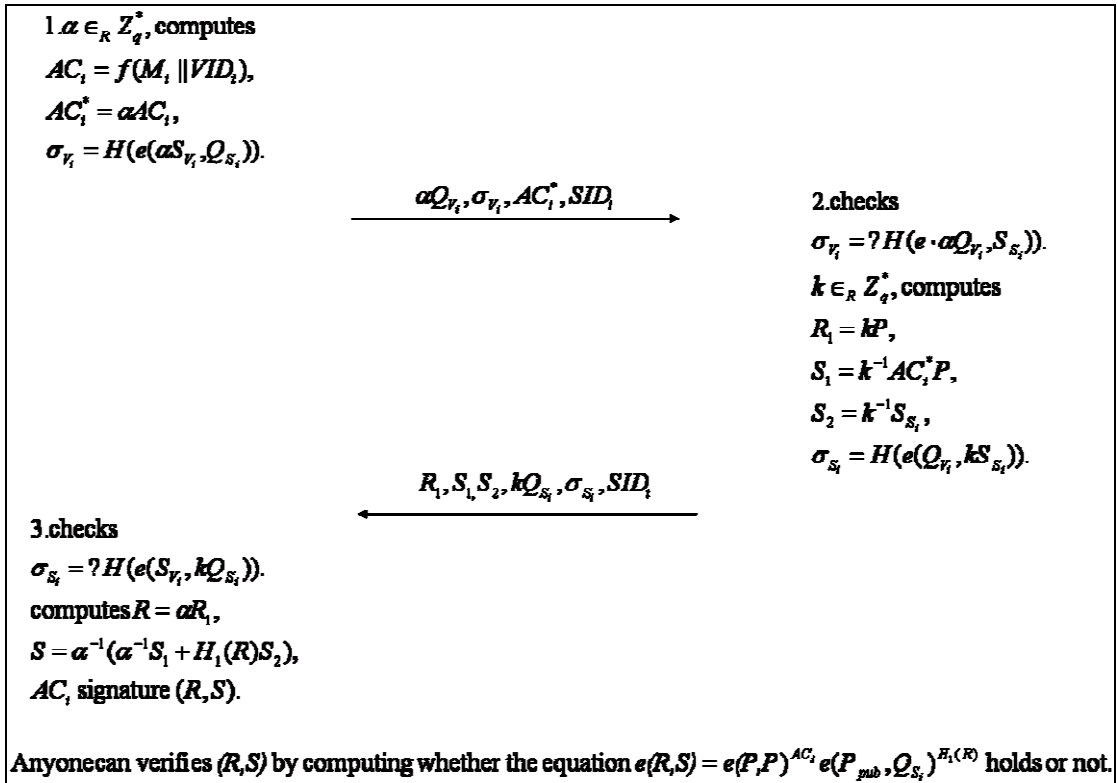 1.α ∈_R Z_q^*, computes
AC_i = f(M_i || VID_i),
AC_i^* = αAC_i,
σ_{V_i} = H(e(αS_{V_i}, Q_{S_i})).
αQ_{V_i}, σ_{V_i}, AC_i^*, SID_i
2.checks
σ_{V_i} = ? H(e · αQ_{V_i}, S_{S_i})).
k ∈_R Z_q^*, computes
R_1 = kP,
S_1 = k^{-1}AC_i^*P,
S_2 = k^{-1}S_{S_i},
σ_{S_i} = H(e(Q_{V_i}, kS_{S_i})).
R_1, S_1, S_2, kQ_{S_i}, σ_{S_i}, SID_i
3.checks
σ_{S_i} = ? H(e(S_{V_i}, kQ_{S_i})).
computes R = αR_1,
S = α^{-1}(α^{-1}S_1 + H_1(R)S_2),
AC_i signature (R,S).
Anyonecan verifies (R,S) by computing whether the equation e(R,S) = e(P,P)^{AC_i} e(P_{pub}, Q_{S_i})^{H_1(R)} holds or not.